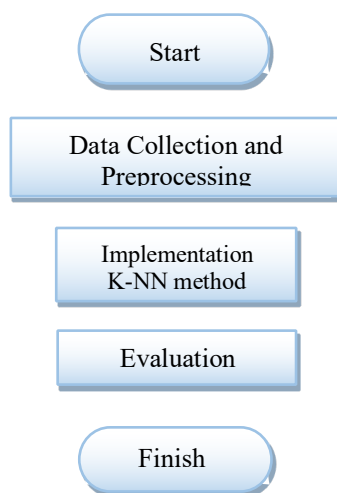 Start
Data Collection and
Preprocessing
Implementation
K-NN method
Evaluation
Finish